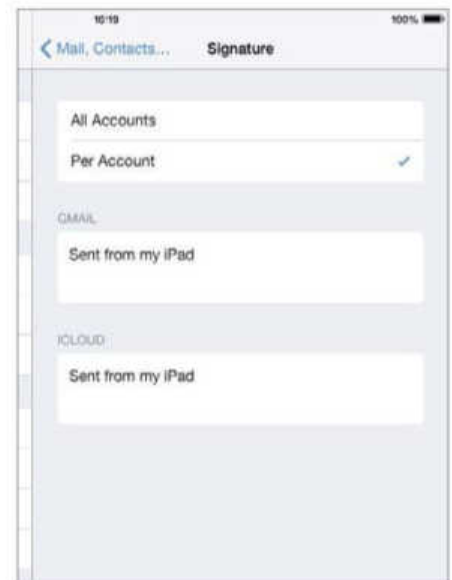 10:19
100%
Mail, Contacts...
Signature
All Accounts
Per Account
GMAIL
Sent from my iPad
ICLOUD
Sent from my iPad